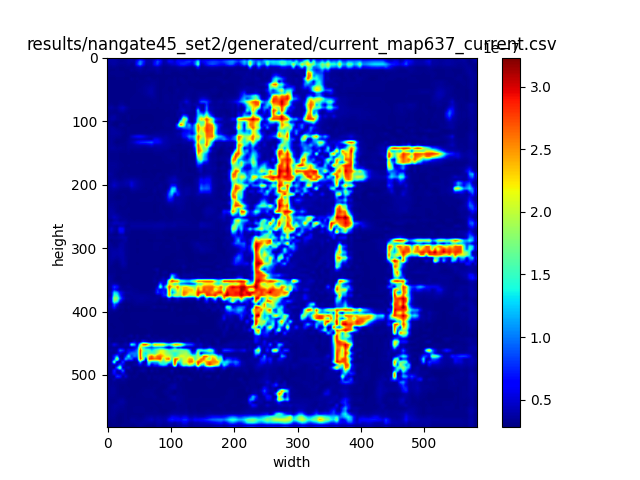 results/nangate45_set2/generated/current_map637_current.csv
1e−7
0
100
200
300
400
500
height
0 100 200 300 400 500
width
3.0
2.5
2.0
1.5
1.0
0.5